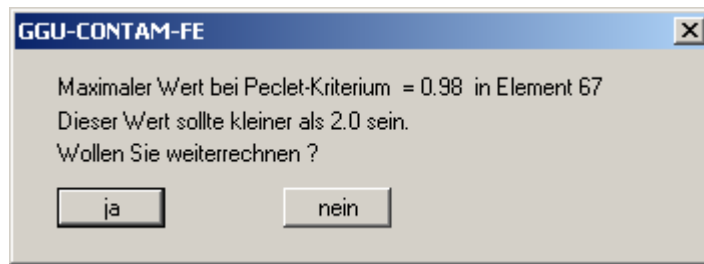 GGU-CONTAM-FE
Maximaler Wert bei Peclet-Kriterium = 0.98 in Element 67
Dieser Wert sollte kleiner als 2.0 sein.
Wollen Sie weiterrechnen ?
ja nein